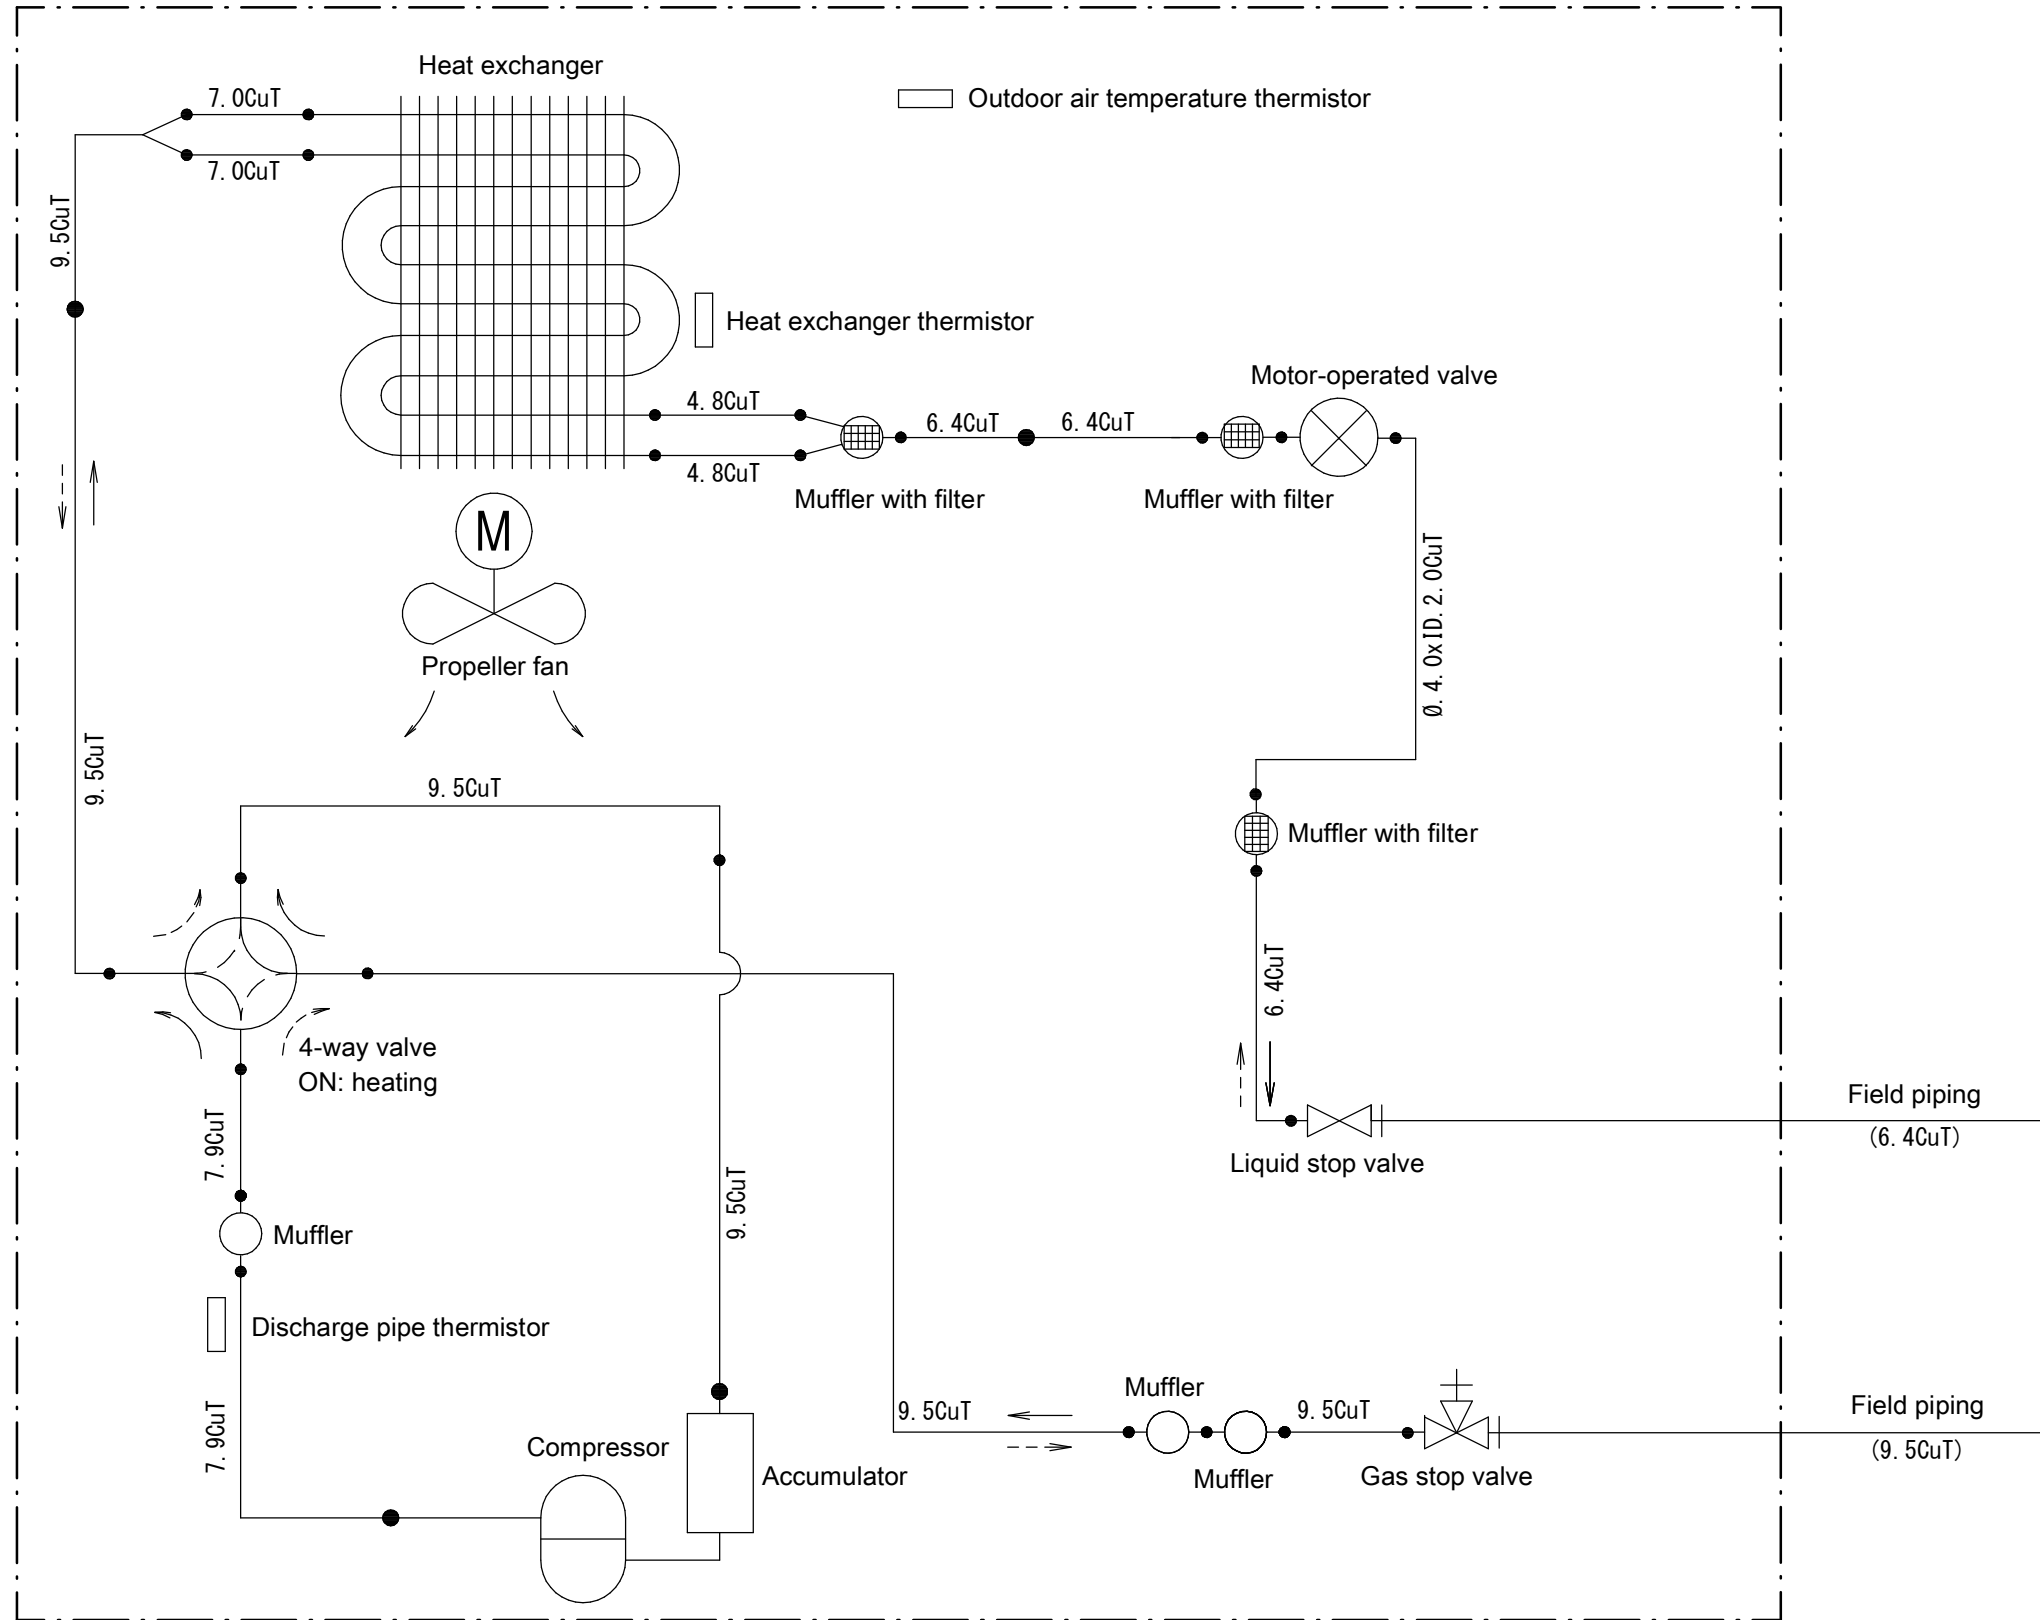 Heat exchanger
7.0CuT
Outdoor air temperature thermistor
7.0CuT
9.5CuT
Heat exchanger thermistor
Motor-operated valve
4.8CuT
6.4CuT
6.4CuT
4.8CuT
Muffler with filter
Muffler with filter
M
Ø.4.0xID.2.0CuT
Propeller fan
9.5CuT
9.5CuT
Muffler with filter
6.4CuT
4-way valve
ON: heating
Field piping
(6.4CuT)
7.9CuT
Liquid stop valve
9.5CuT
Muffler
Discharge pipe thermistor
Muffler
9.5CuT
9.5CuT
Field piping
(9.5CuT)
7.9CuT
Compressor
Accumulator
Muffler
Gas stop valve